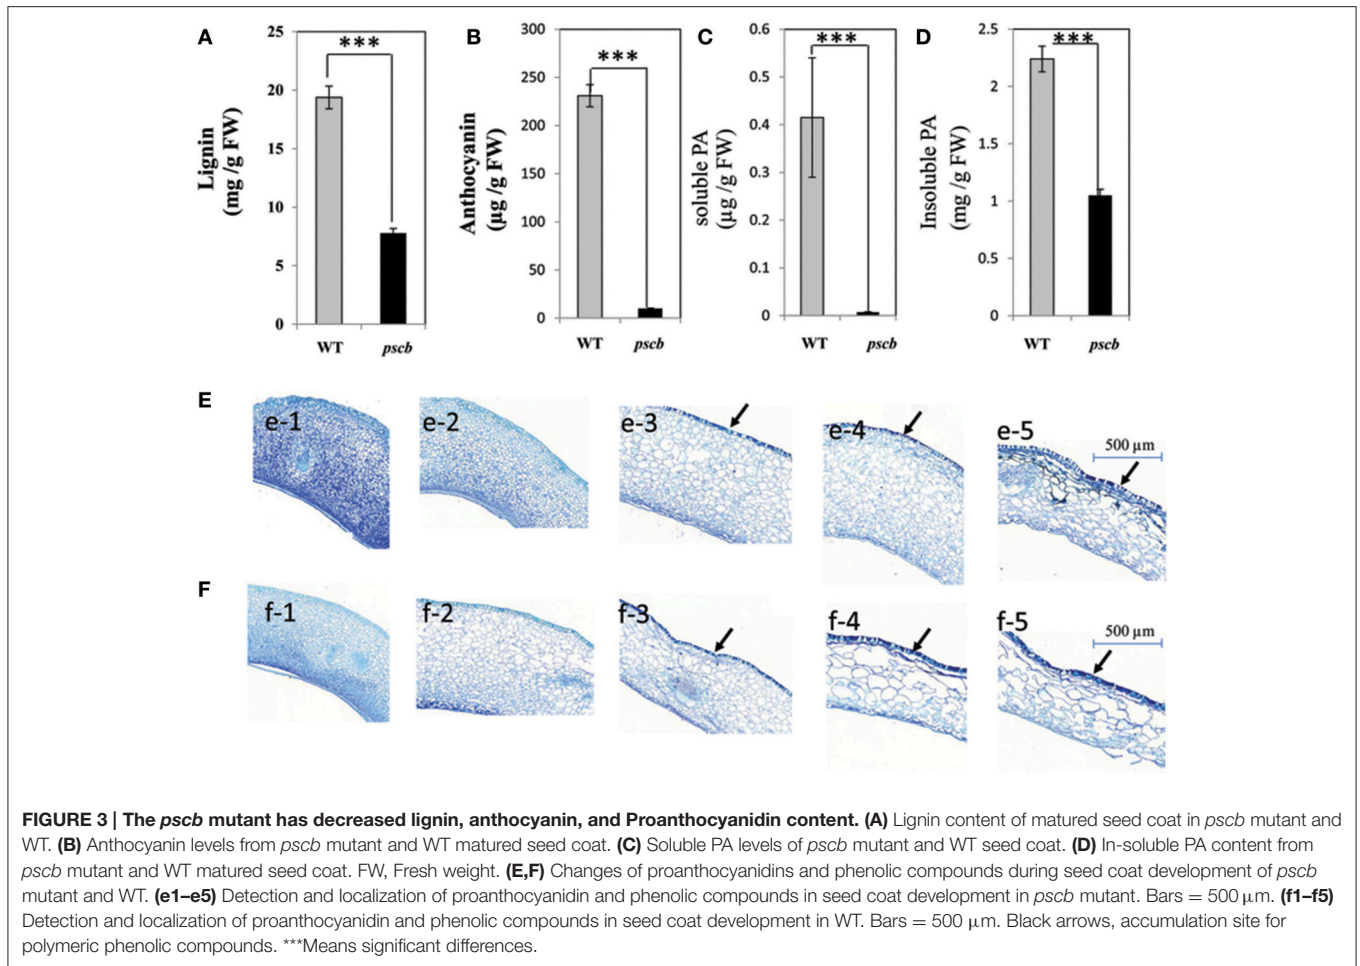 A
Lignin
(mg /g FW)
25
20
15
10
5
0
***
WT pscb
B
Anthocyanin
(µg /g FW)
300
250
200
150
100
50
0
***
WT pscb
C
soluble PA
(µg /g FW)
0.6
0.5
0.4
0.3
0.2
0.1
0
***
WT pscb
D
Insoluble PA
(mg /g FW)
2.5
2
1.5
1
0.5
0
***
WT pscb
E
e-1
e-2
e-3
e-4
e-5
500 µm
F
f-1
f-2
f-3
f-4
f-5
500 µm
FIGURE 3 | The pscb mutant has decreased lignin, anthocyanin, and Proanthocyanidin content. (A) Lignin content of matured seed coat in pscb mutant and
WT. (B) Anthocyanin levels from pscb mutant and WT matured seed coat. (C) Soluble PA levels of pscb mutant and WT seed coat. (D) In-soluble PA content from
pscb mutant and WT matured seed coat. FW, Fresh weight. (E,F) Changes of proanthocyanidins and phenolic compounds during seed coat development of pscb
mutant and WT. (e1–e5) Detection and localization of proanthocyanidin and phenolic compounds in seed coat development in pscb mutant. Bars = 500 µm. (f1–f5)
Detection and localization of proanthocyanidin and phenolic compounds in seed coat development in WT. Bars = 500 µm. Black arrows, accumulation site for
polymeric phenolic compounds. ***Means significant differences.